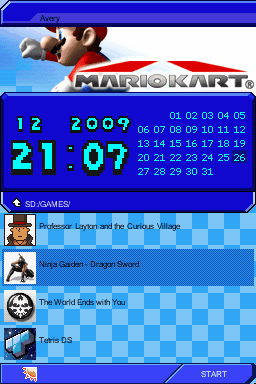 Avery
MARIOKART®
12 2009
21:07
01 02 03 04 05
06 07 08 09 10 11 12
13 14 15 16 17 18 19
20 21 22 23 24 25 26
27 28 29 30 31
SD:/GAMES/
Professor Layton and the Curious Village
Ninja Gaiden - Dragon Sword
The World Ends with You
Tetris DS
START